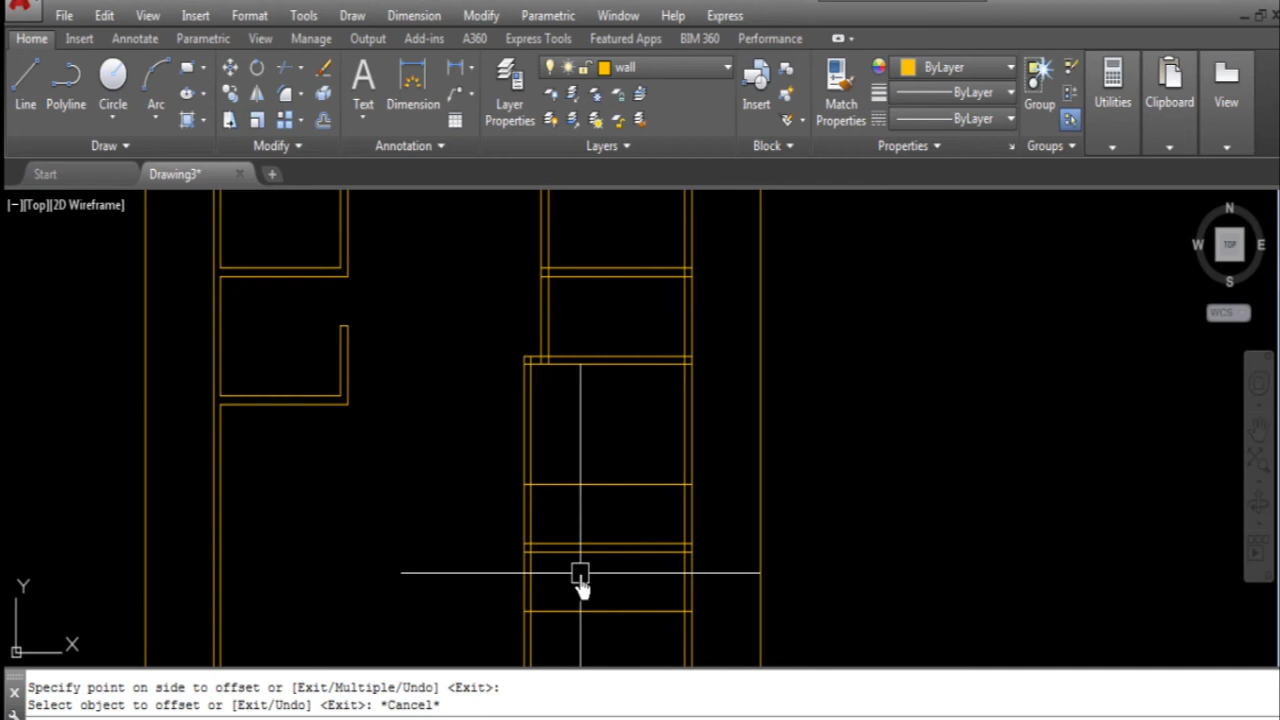 File Edit View Insert Format Tools Draw Dimension Modify Parametric Window Help Express
Home Insert Annotate Parametric View Manage Output Add-ins A360 Express Tools Featured Apps BIM 360 Performance
wall ByLayer
ByLayer
ByLayer
Line Polyline Circle Arc Text Dimension Layer Properties Insert Match Properties Group Utilities Clipboard View
Draw Modify Annotation Layers Block Properties Groups
Start Drawing3*
[−][Top][2D Wireframe]
N
W TOP E
S
WCS
Y
X
Specify point on side to offset or [Exit/Multiple/Undo] <Exit>:
Select object to offset or [Exit/Undo] <Exit>: *Cancel*